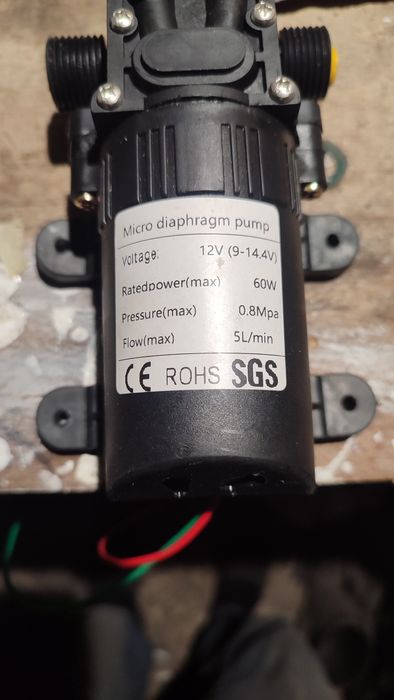 Micro diaphragm pump
Voltage: 12V (9-14.4V)
Ratedpower(max) 60W
Pressure(max) 0.8Mpa
Flow(max) 5L/min
CE ROHS SGS